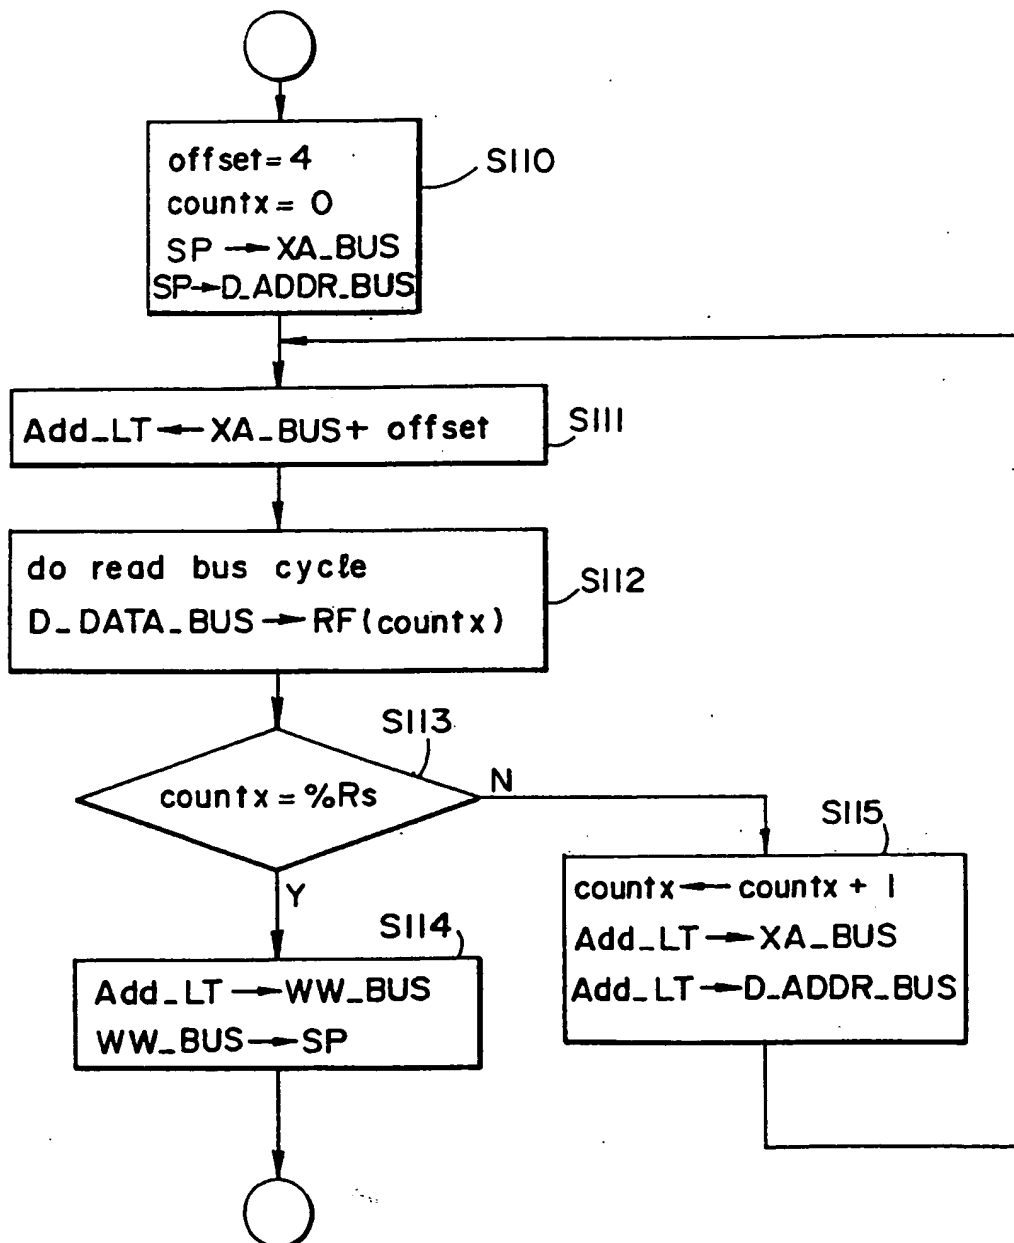 offset= 4
countx = 0
SP → XA_BUS
SP→D_ADDR_BUS
S110
Add_LT ← XA_BUS+ offset
S111
do read bus cycle
D_DATA_BUS → RF(countx)
S112
S113
countx = %Rs
N
Y
S115
countx ← countx + 1
Add_LT → XA_BUS
Add_LT → D_ADDR_BUS
S114
Add_LT → WW_BUS
WW_BUS → SP